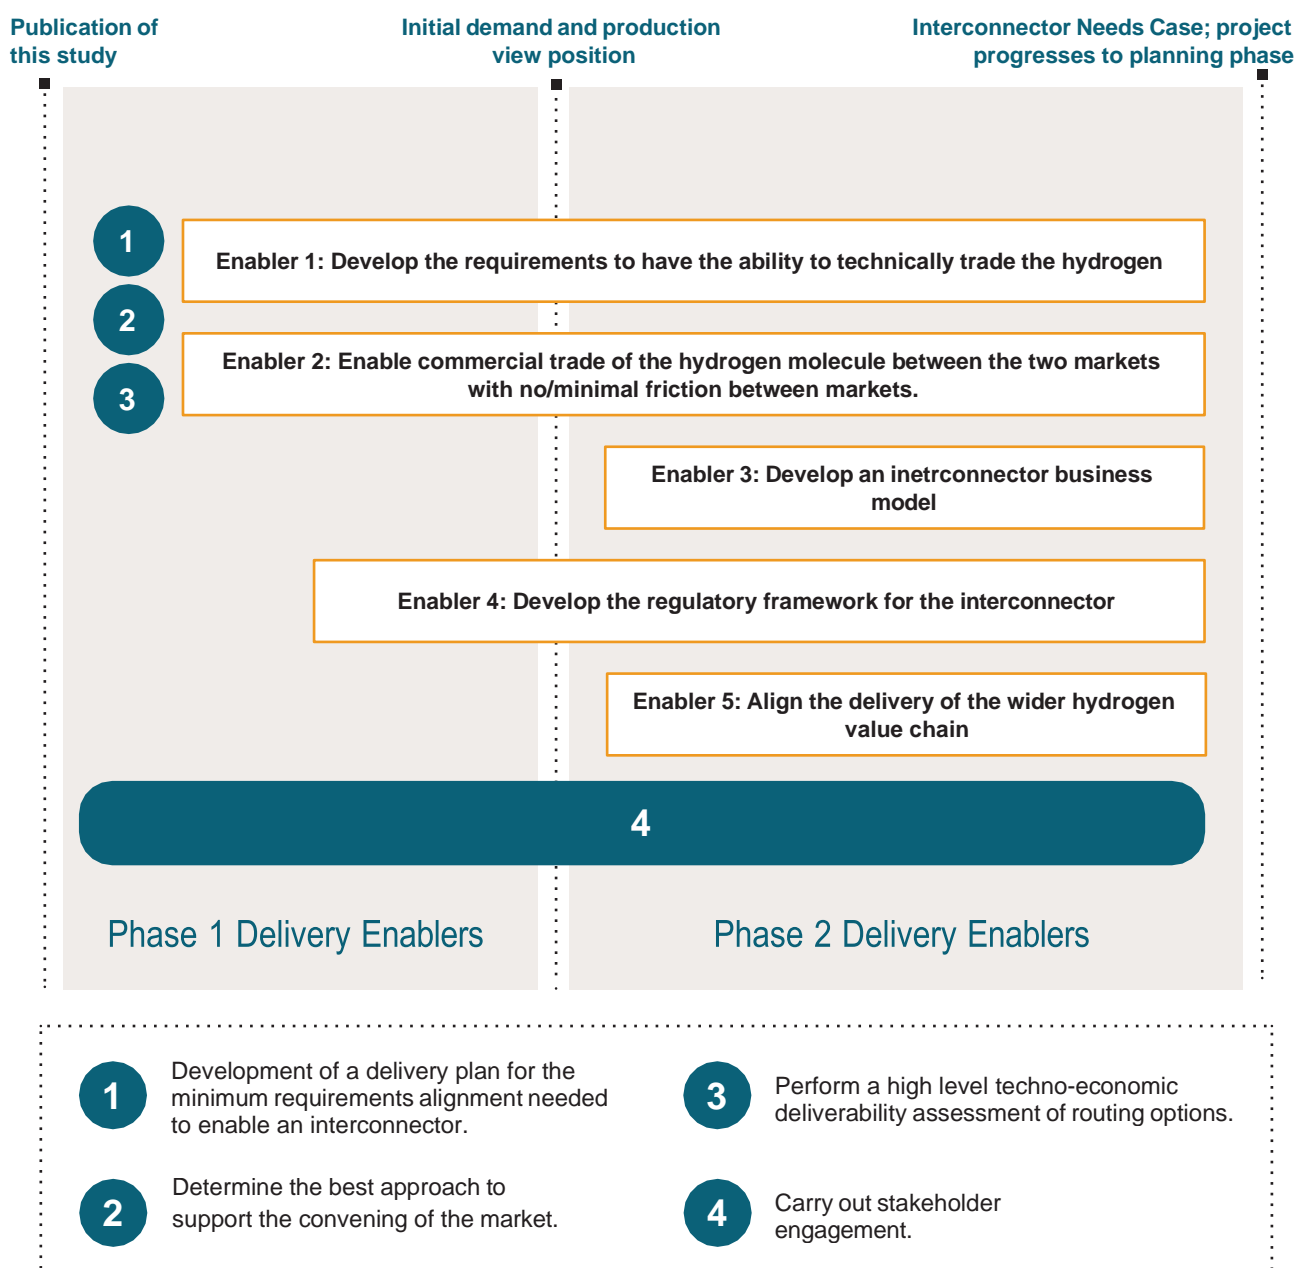 Publication of
this study
Initial demand and production
view position
Interconnector Needs Case; project
progresses to planning phase
1
Enabler 1: Develop the requirements to have the ability to technically trade the hydrogen
2
Enabler 2: Enable commercial trade of the hydrogen molecule between the two markets
with no/minimal friction between markets.
3
Enabler 3: Develop an inetrconnector business
model
Enabler 4: Develop the regulatory framework for the interconnector
Enabler 5: Align the delivery of the wider hydrogen
value chain
4
Phase 1 Delivery Enablers
Phase 2 Delivery Enablers
1
Development of a delivery plan for the
minimum requirements alignment needed
to enable an interconnector.
2
Determine the best approach to
support the convening of the market.
3
Perform a high level techno-economic
deliverability assessment of routing options.
4
Carry out stakeholder
engagement.